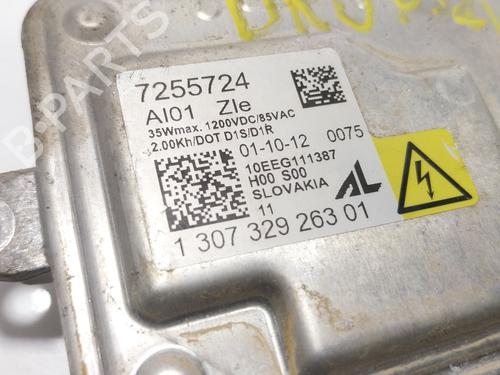 7255724
AI01 Zle
35Wmax. 1200VDC/85VAC
2.00Kh/DOT D1S/D1R
01-10-12 0075
10EEG111387
H00 S00
SLOVAKIA
11
AL
1 307 329 263 01
B-PARTS